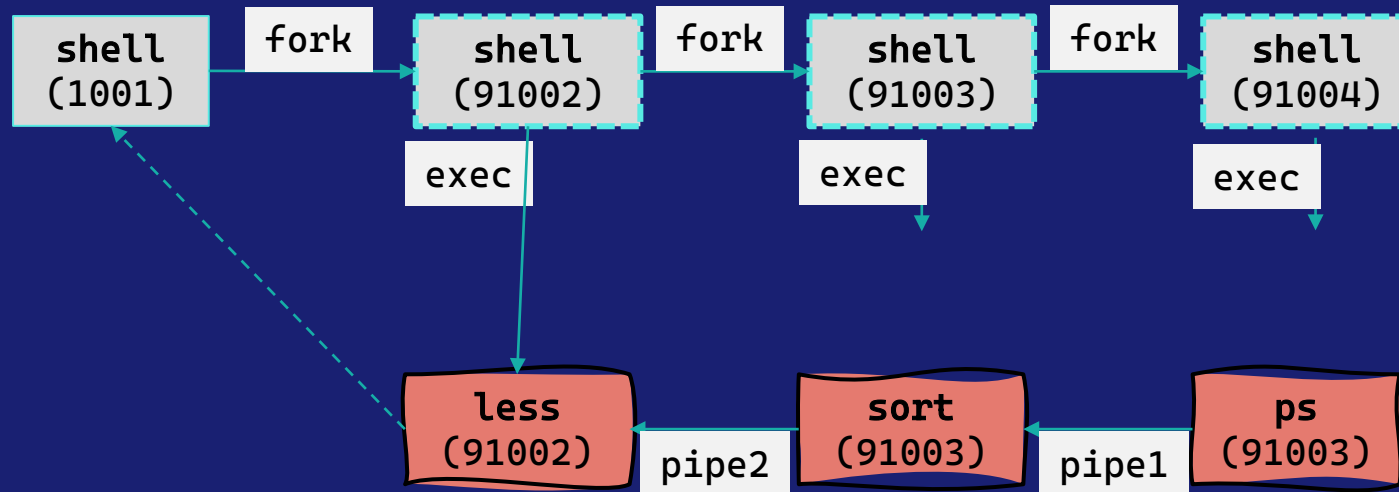 shell
(1001)
fork
shell
(91002)
fork
shell
(91003)
fork
shell
(91004)
exec
exec
exec
less
(91002)
pipe2
sort
(91003)
pipe1
ps
(91003)